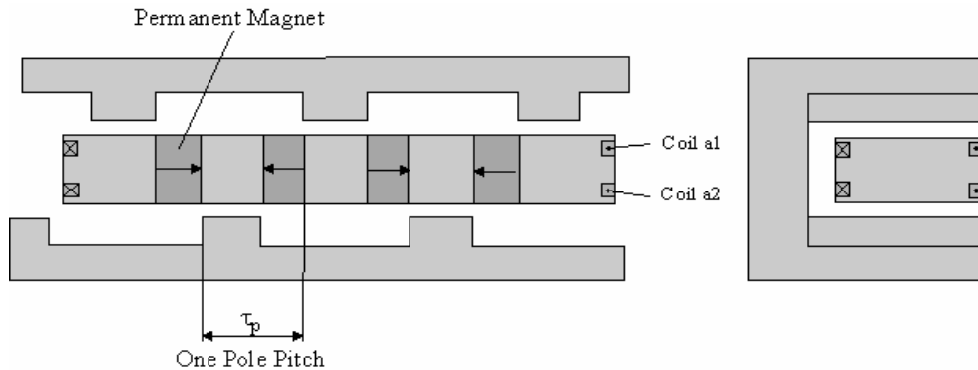 Permanent Magnet
Coil a1
Coil a2
τp
One Pole Pitch